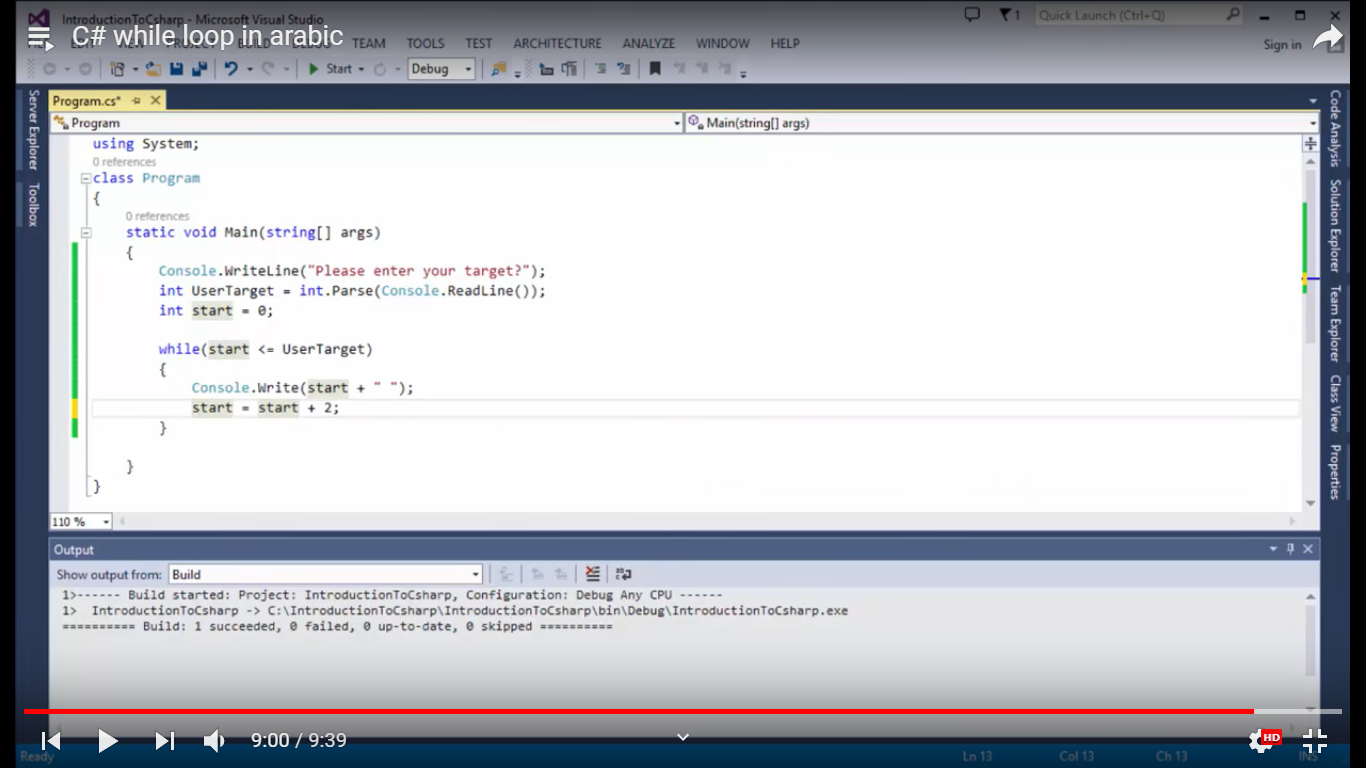 IntroductionToCsharp - Microsoft Visual Studio
1
Quick Launch (Ctrl+Q)
C# while loop in arabic
TEAM TOOLS TEST ARCHITECTURE ANALYZE WINDOW HELP
Sign in
Start
Debug
Server Explorer
Toolbox
Program.cs*
Program
Main(string[] args)
using System;
0 references
class Program
{
0 references
static void Main(string[] args)
{
Console.WriteLine("Please enter your target?");
int UserTarget = int.Parse(Console.ReadLine());
int start = 0;
while(start <= UserTarget)
{
Console.Write(start + " ");
start = start + 2;
}
}
}
Code Analysis
Solution Explorer
Team Explorer
Class View
Properties
110 %
Output
Show output from: Build
1>------ Build started: Project: IntroductionToCsharp, Configuration: Debug Any CPU ------
1> IntroductionToCsharp -> C:\IntroductionToCsharp\IntroductionToCsharp\bin\Debug\IntroductionToCsharp.exe
========== Build: 1 succeeded, 0 failed, 0 up-to-date, 0 skipped ==========
9:00 / 9:39
HD
Ready
Ln 13 Col 13 Ch 13 INS